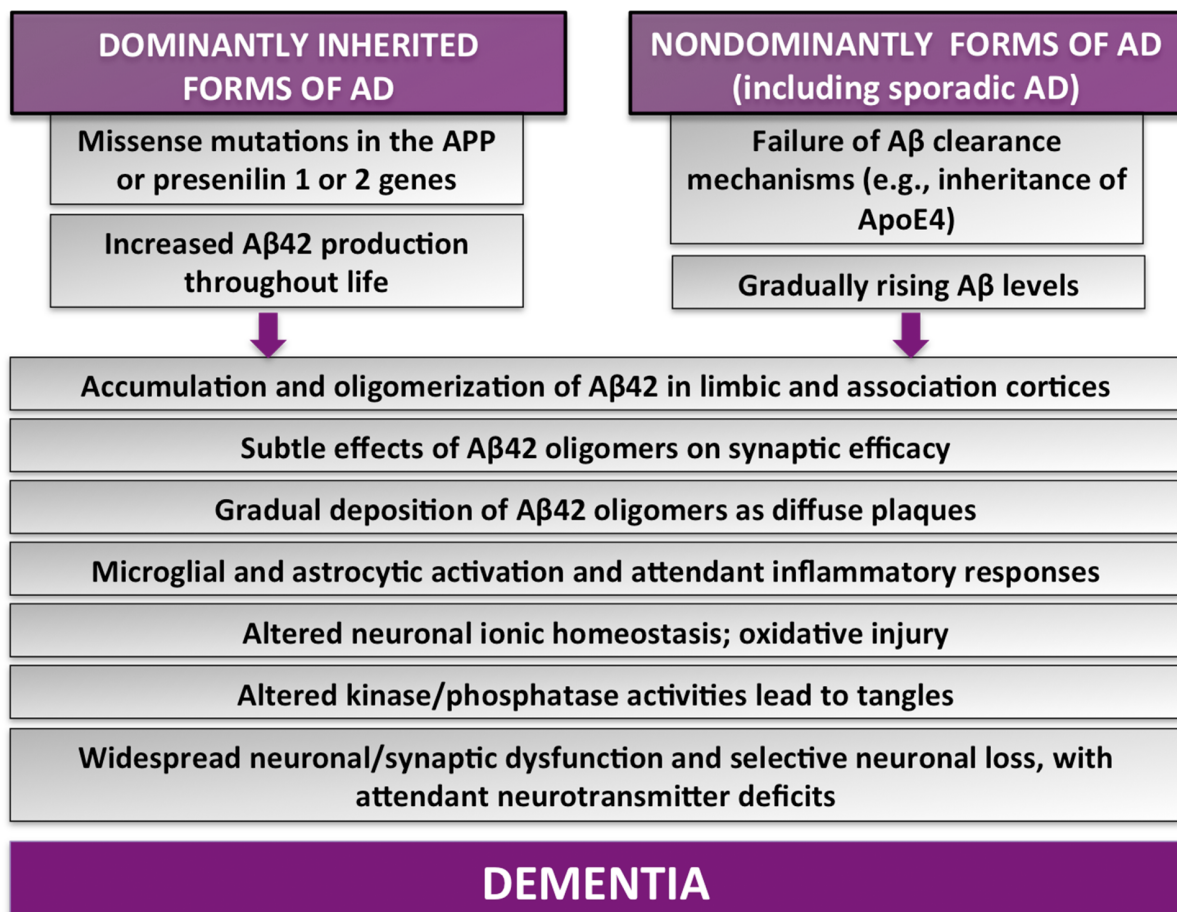 DOMINANTLY INHERITED
FORMS OF AD
Missense mutations in the APP
or presenilin 1 or 2 genes
Increased Aβ42 production
throughout life
NONDOMINANTLY FORMS OF AD
(including sporadic AD)
Failure of Aβ clearance
mechanisms (e.g., inheritance of
ApoE4)
Gradually rising Aβ levels
Accumulation and oligomerization of Aβ42 in limbic and association cortices
Subtle effects of Aβ42 oligomers on synaptic efficacy
Gradual deposition of Aβ42 oligomers as diffuse plaques
Microglial and astrocytic activation and attendant inflammatory responses
Altered neuronal ionic homeostasis; oxidative injury
Altered kinase/phosphatase activities lead to tangles
Widespread neuronal/synaptic dysfunction and selective neuronal loss, with
attendant neurotransmitter deficits
DEMENTIA